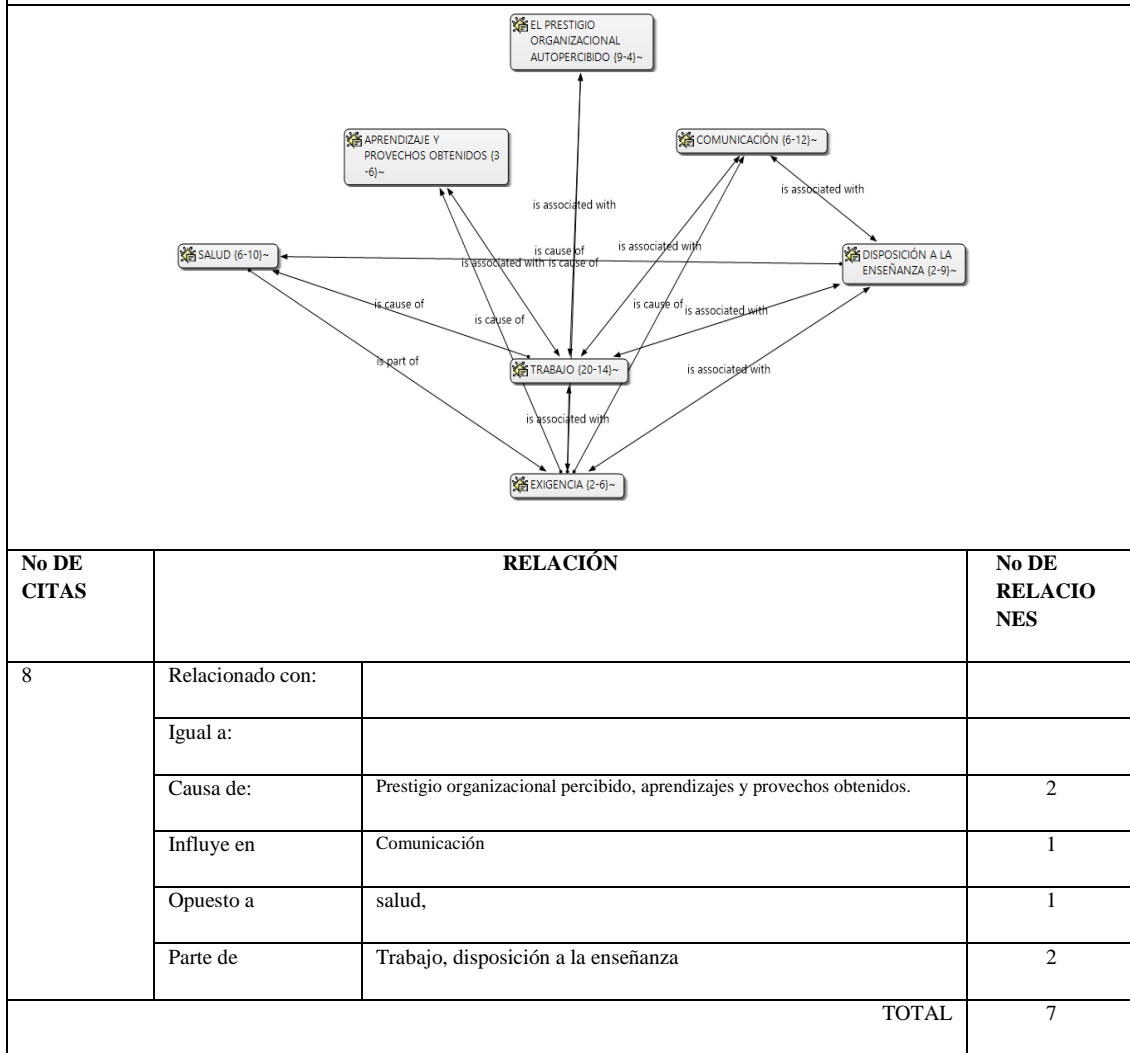 EL PRESTIGIO
ORGANIZACIONAL
AUTOPERCIBIDO {9-4}~
APRENDIZAJE Y
PROVECHOS OBTENIDOS {3
-6}~
COMUNICACIÓN {6-12}~
is associated with
is associated with
SALUD {6-10}~
is cause of
is associated with
DISPOSICIÓN A LA
ENSEÑANZA {2-9}~
is associated with
is cause of
is cause of
is cause of
is cause of
is associated with
is part of
TRABAJO {20-14}~
is associated with
is associated with
EXIGENCIA {2-6}~
No DE
CITAS
RELACIÓN
No DE
RELACIO
NES
8
Relacionado con:
Igual a:
Causa de:
Prestigio organizacional percibido, aprendizajes y provechos obtenidos.
2
Influye en
Comunicación
1
Opuesto a
salud,
1
Parte de
Trabajo, disposición a la enseñanza
2
TOTAL
7